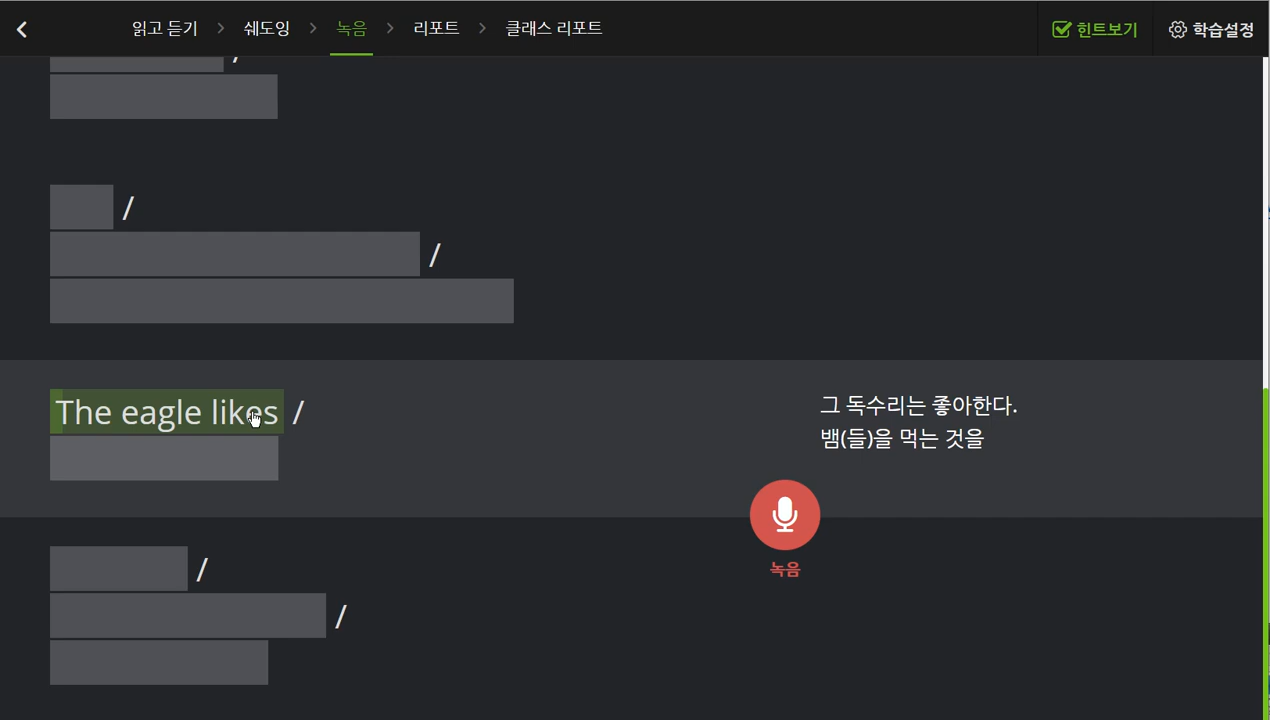 읽고 듣기 > 쉐도잉 > 녹음 > 리포트 > 클래스 리포트 힌트보기 학습설정
/
/
/
The eagle likes /
그 독수리는 좋아한다.
뱀(들)을 먹는 것을
녹음
/
/